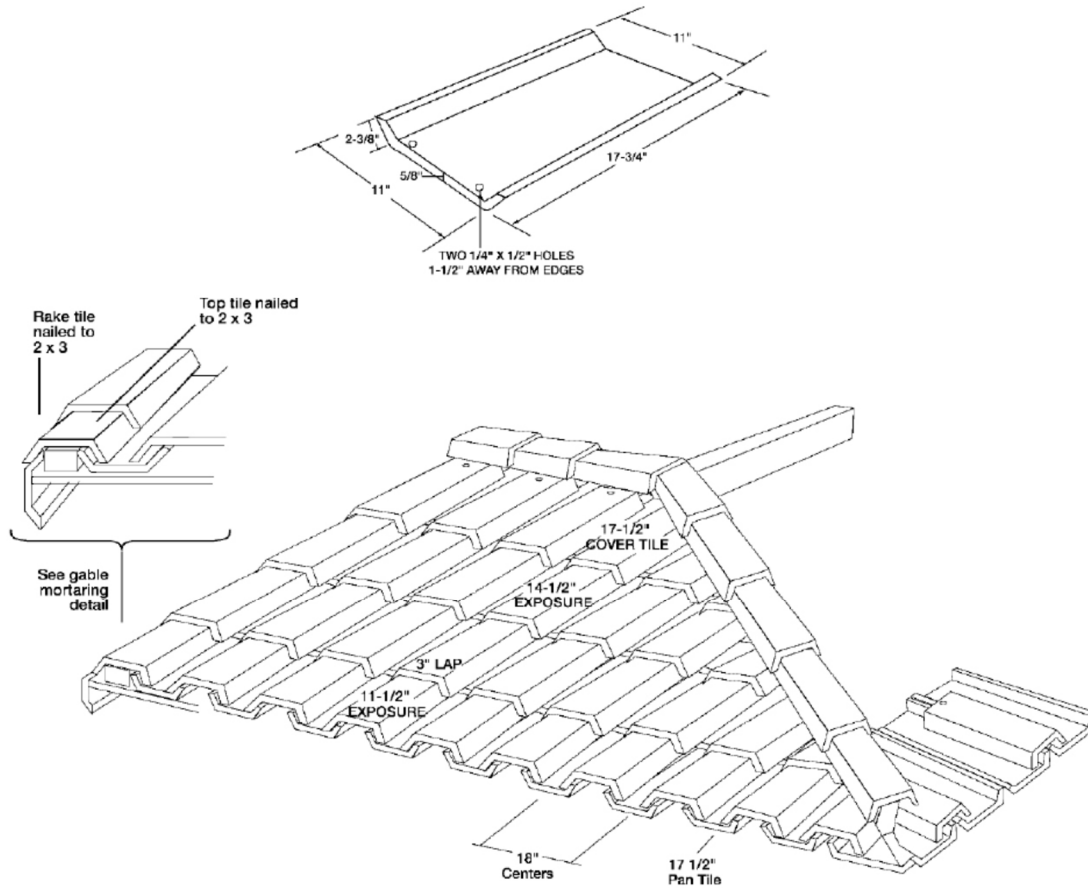 11"
2-3/8"
17-3/4"
5/8"
11"
TWO 1/4" X 1/2" HOLES
1-1/2" AWAY FROM EDGES
Rake tile
nailed to
2 x 3
Top tile nailed
to 2 x 3
See gable
mortaring
detail
17-1/2"
COVER TILE
14-1/2"
EXPOSURE
3" LAP
11-1/2"
EXPOSURE
18"
Centers
17 1/2"
Pan Tile